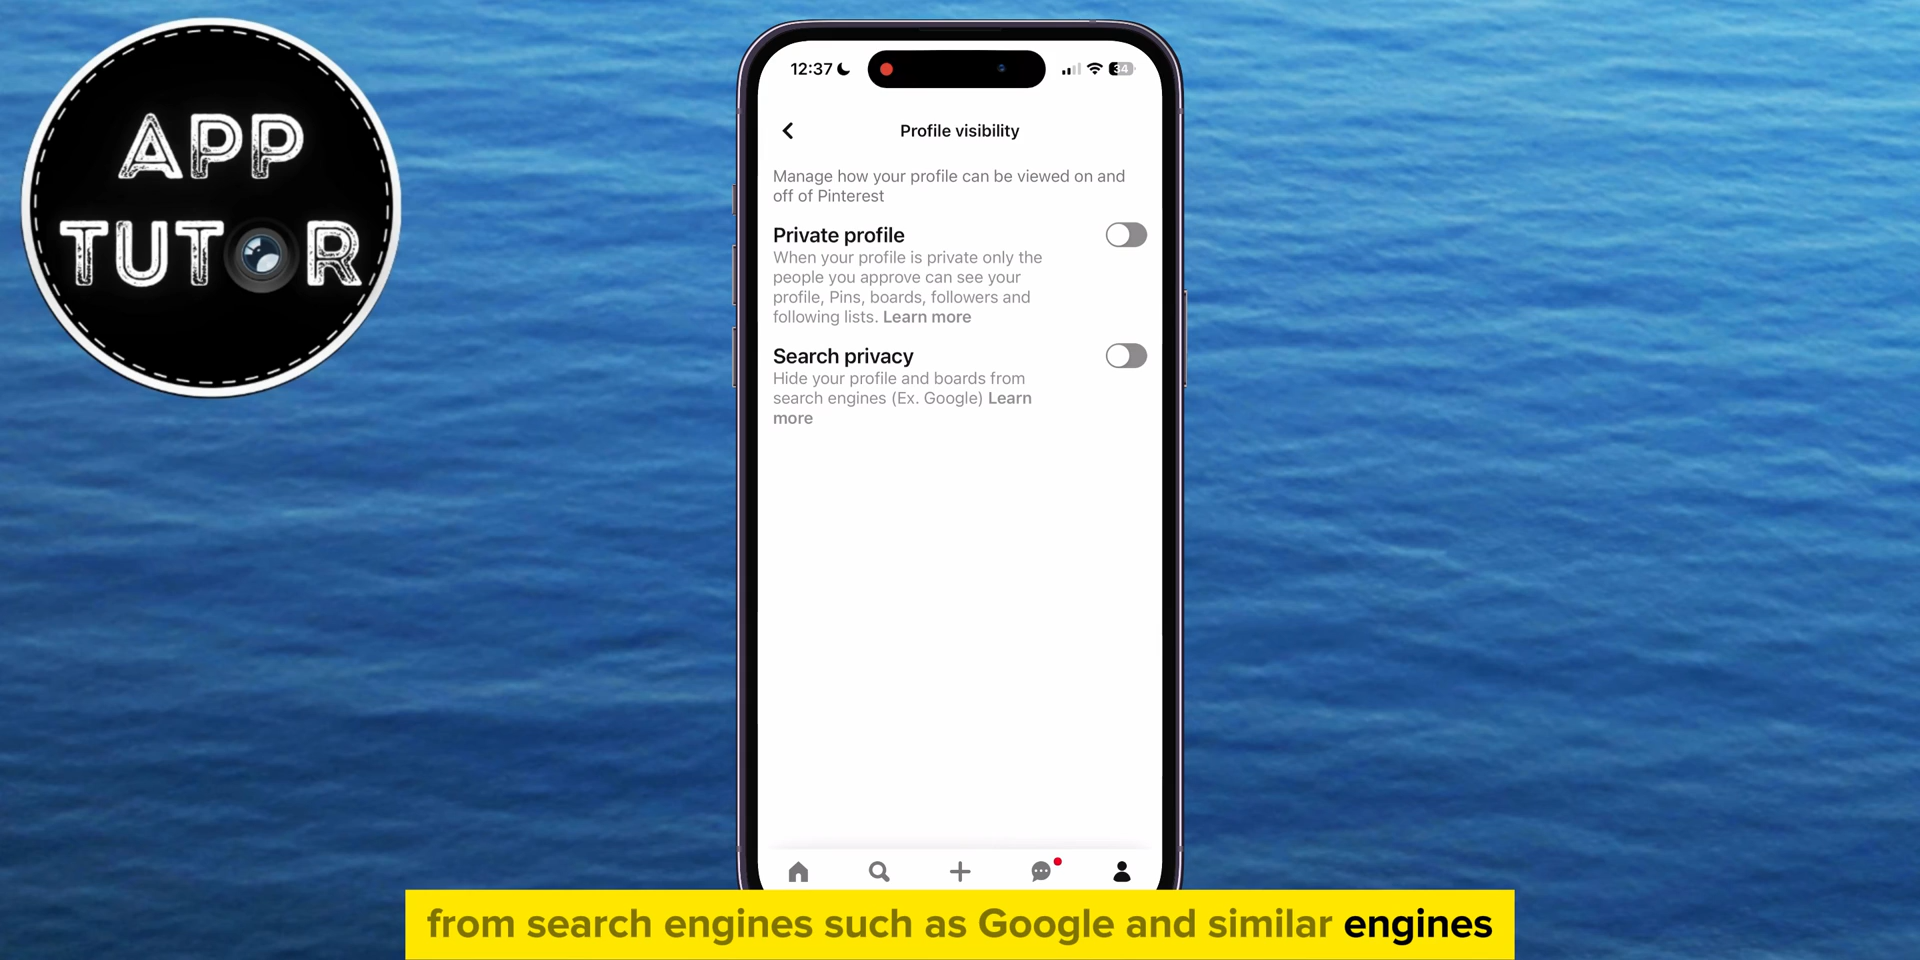 APP
TUTOR
12:37
34
Profile visibility
Manage how your profile can be viewed on and
off of Pinterest
Private profile
When your profile is private only the
people you approve can see your
profile, Pins, boards, followers and
following lists. Learn more
Search privacy
Hide your profile and boards from
search engines (Ex. Google) Learn
more
from search engines such as Google and similar engines